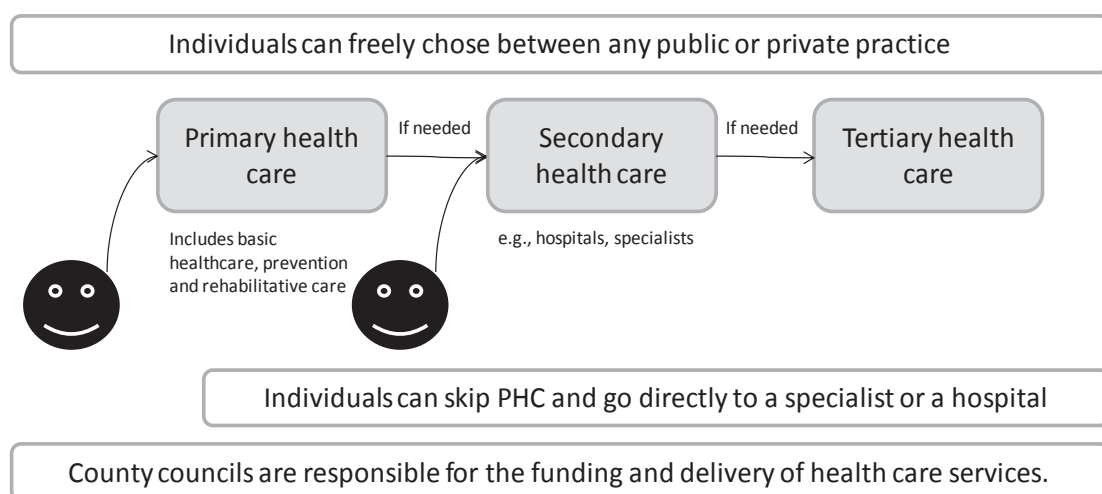 Individuals can freely chose between any public or private practice
Primary health
care
If needed
Secondary
health care
If needed
Tertiary health
care
Includes basic
healthcare, prevention
and rehabilitative care
e.g., hospitals, specialists
Individuals can skip PHC and go directly to a specialist or a hospital
County councils are responsible for the funding and delivery of health care services.